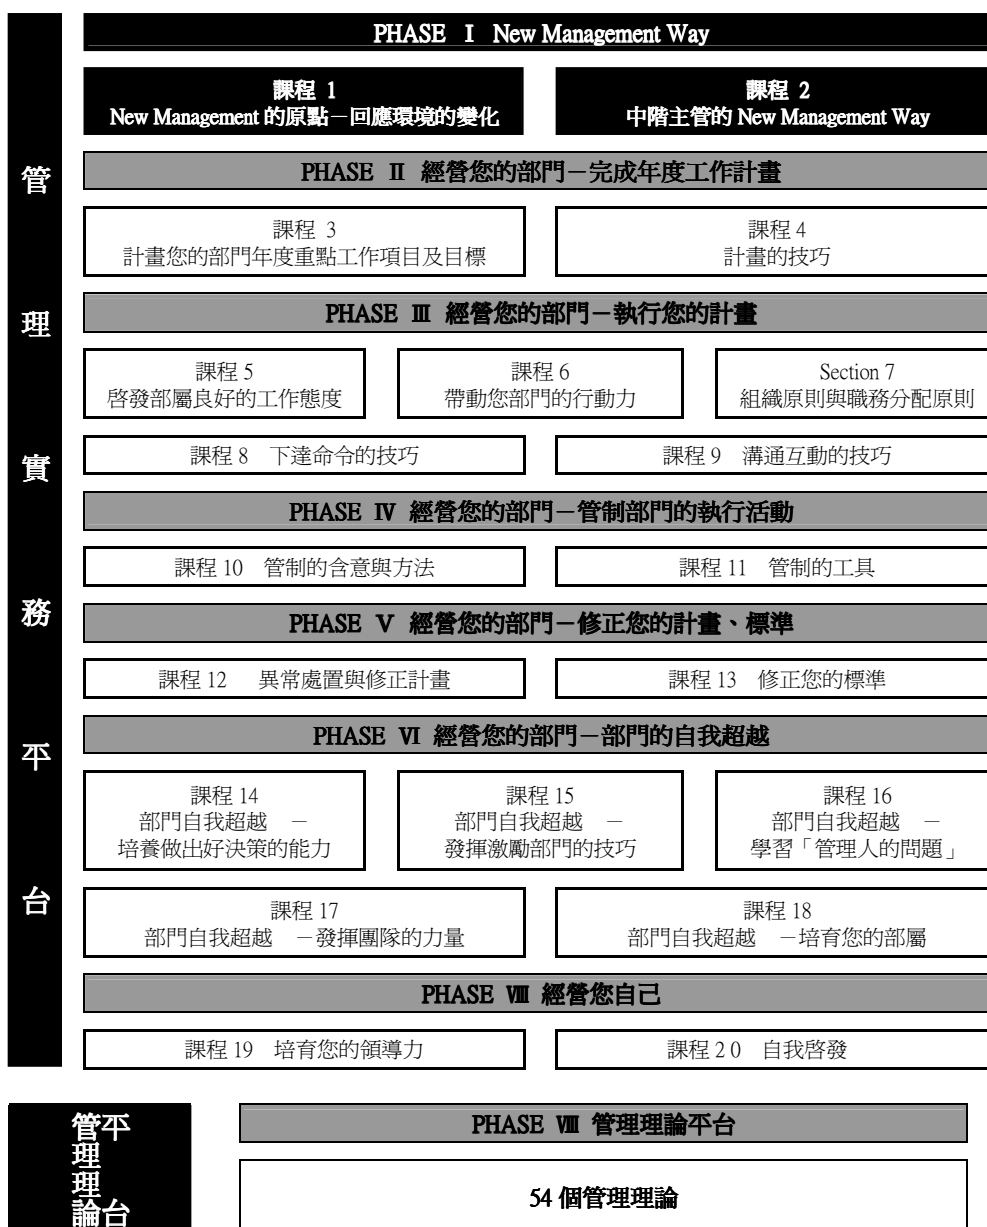 PHASE Ⅰ New Management Way
課程 1
New Management 的原點－回應環境的變化
課程 2
中階主管的 New Management Way
管理實務平台
PHASE Ⅱ 經營您的部門－完成年度工作計畫
課程 3
計畫您的部門年度重點工作項目及目標
課程 4
計畫的技巧
PHASE Ⅲ 經營您的部門－執行您的計畫
課程 5
啓發部屬良好的工作態度
課程 6
帶動您部門的行動力
Section 7
組織原則與職務分配原則
課程 8 下達命令的技巧
課程 9 溝通互動的技巧
PHASE Ⅳ 經營您的部門－管制部門的執行活動
課程 10 管制的含意與方法
課程 11 管制的工具
PHASE Ⅴ 經營您的部門－修正您的計畫、標準
課程 12 異常處置與修正計畫
課程 13 修正您的標準
PHASE Ⅵ 經營您的部門－部門的自我超越
課程 14
部門自我超越 －
培養做出好決策的能力
課程 15
部門自我超越 －
發揮激勵部門的技巧
課程 16
部門自我超越 －
學習「管理人的問題」
課程 17
部門自我超越 －發揮團隊的力量
課程 18
部門自我超越 －培育您的部屬
PHASE Ⅷ 經營您自己
課程 19 培育您的領導力
課程 2 0 自我啓發
管理理論平台
PHASE Ⅷ 管理理論平台
54 個管理理論